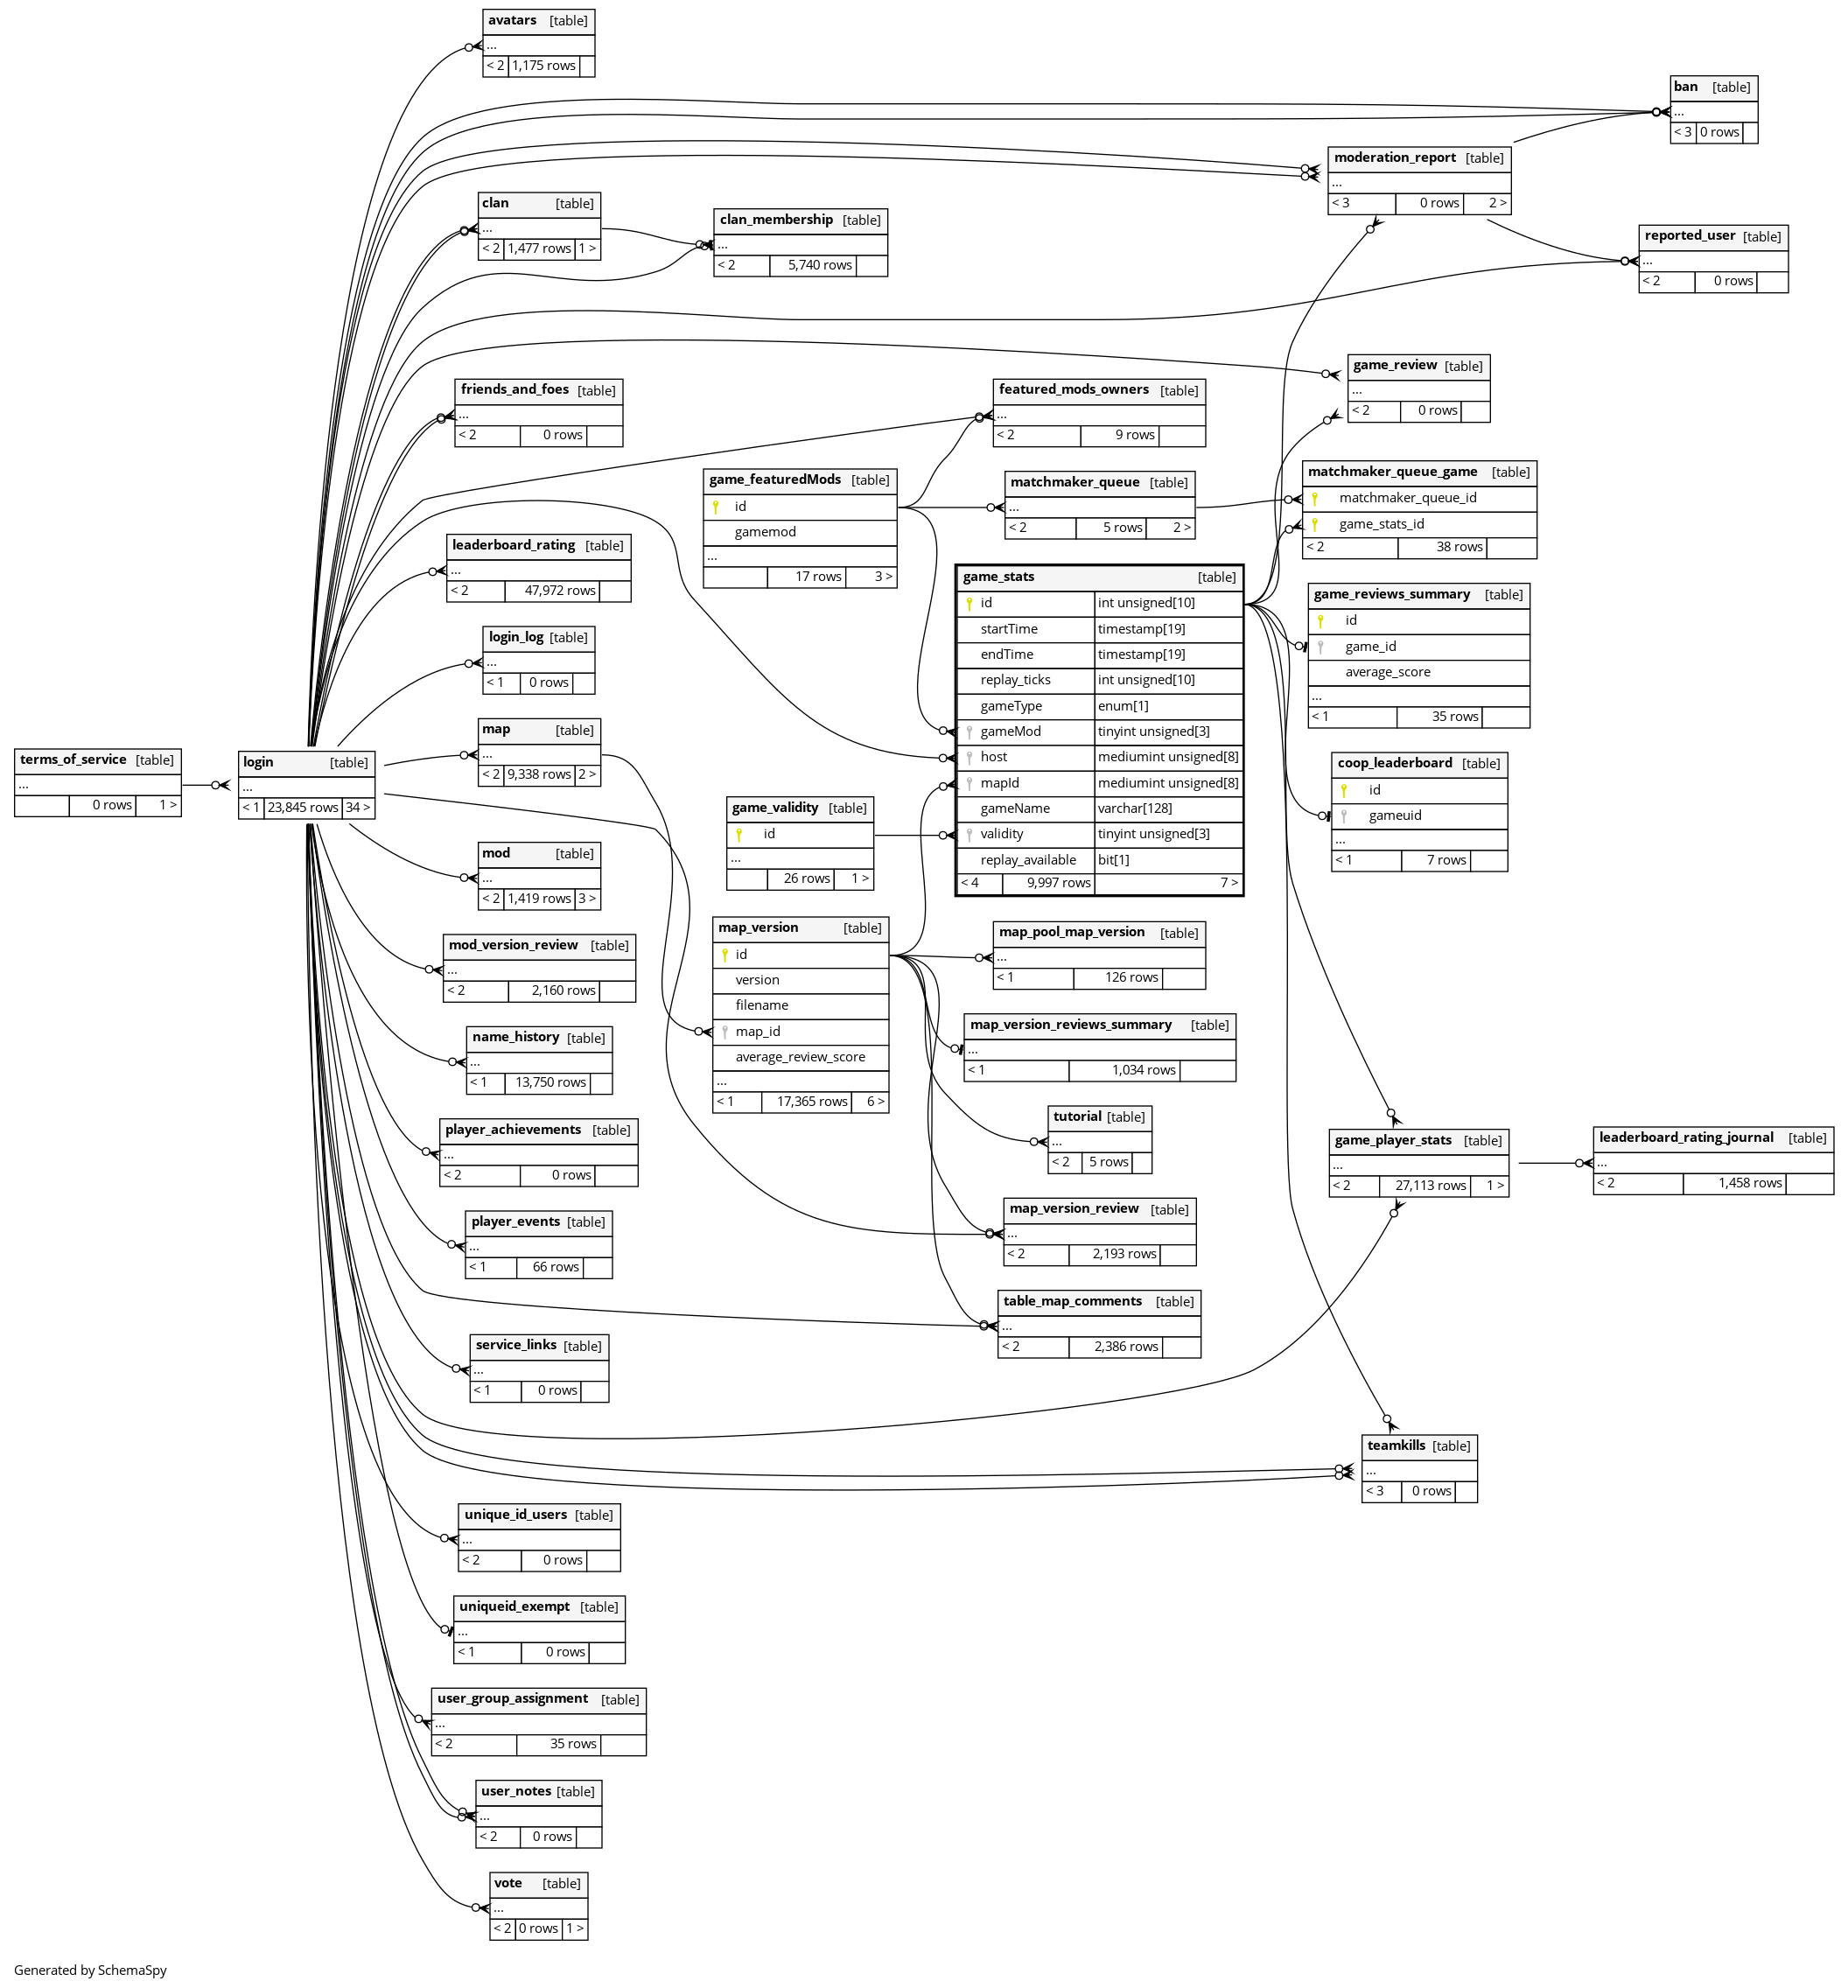 avatars [table]
...
< 2 1,175 rows
ban [table]
...
< 3 0 rows
moderation_report [table]
...
< 3 0 rows 2 >
clan [table]
...
< 2 1,477 rows 1 >
clan_membership [table]
...
< 2 5,740 rows
reported_user [table]
...
< 2 0 rows
game_review [table]
...
< 2 0 rows
friends_and_foes [table]
...
< 2 0 rows
featured_mods_owners [table]
...
< 2 9 rows
game_featuredMods [table]
id
gamemod
...
17 rows 3 >
matchmaker_queue [table]
...
< 2 5 rows 2 >
matchmaker_queue_game [table]
matchmaker_queue_id
game_stats_id
< 2 38 rows
leaderboard_rating [table]
...
< 2 47,972 rows
game_stats [table]
id int unsigned[10]
startTime timestamp[19]
endTime timestamp[19]
replay_ticks int unsigned[10]
gameType enum[1]
gameMod tinyint unsigned[3]
host mediumint unsigned[8]
mapId mediumint unsigned[8]
gameName varchar[128]
validity tinyint unsigned[3]
replay_available bit[1]
< 4 9,997 rows 7 >
game_reviews_summary [table]
id
game_id
average_score
...
< 1 35 rows
login_log [table]
...
< 1 0 rows
map [table]
...
< 2 9,338 rows 2 >
terms_of_service [table]
...
0 rows 1 >
login [table]
...
< 1 23,845 rows 34 >
coop_leaderboard [table]
id
gameuid
...
< 1 7 rows
game_validity [table]
id
...
26 rows 1 >
mod [table]
...
< 2 1,419 rows 3 >
map_version [table]
id
version
filename
map_id
average_review_score
...
< 1 17,365 rows 6 >
map_pool_map_version [table]
...
< 1 126 rows
mod_version_review [table]
...
< 2 2,160 rows
map_version_reviews_summary [table]
...
< 1 1,034 rows
name_history [table]
...
< 1 13,750 rows
tutorial [table]
...
< 2 5 rows
player_achievements [table]
...
< 2 0 rows
game_player_stats [table]
...
< 2 27,113 rows 1 >
leaderboard_rating_journal [table]
...
< 2 1,458 rows
map_version_review [table]
...
< 2 2,193 rows
player_events [table]
...
< 1 66 rows
table_map_comments [table]
...
< 2 2,386 rows
service_links [table]
...
< 1 0 rows
teamkills [table]
...
< 3 0 rows
unique_id_users [table]
...
< 2 0 rows
uniqueid_exempt [table]
...
< 1 0 rows
user_group_assignment [table]
...
< 2 35 rows
user_notes [table]
...
< 2 0 rows
vote [table]
...
< 2 0 rows 1 >
Generated by SchemaSpy